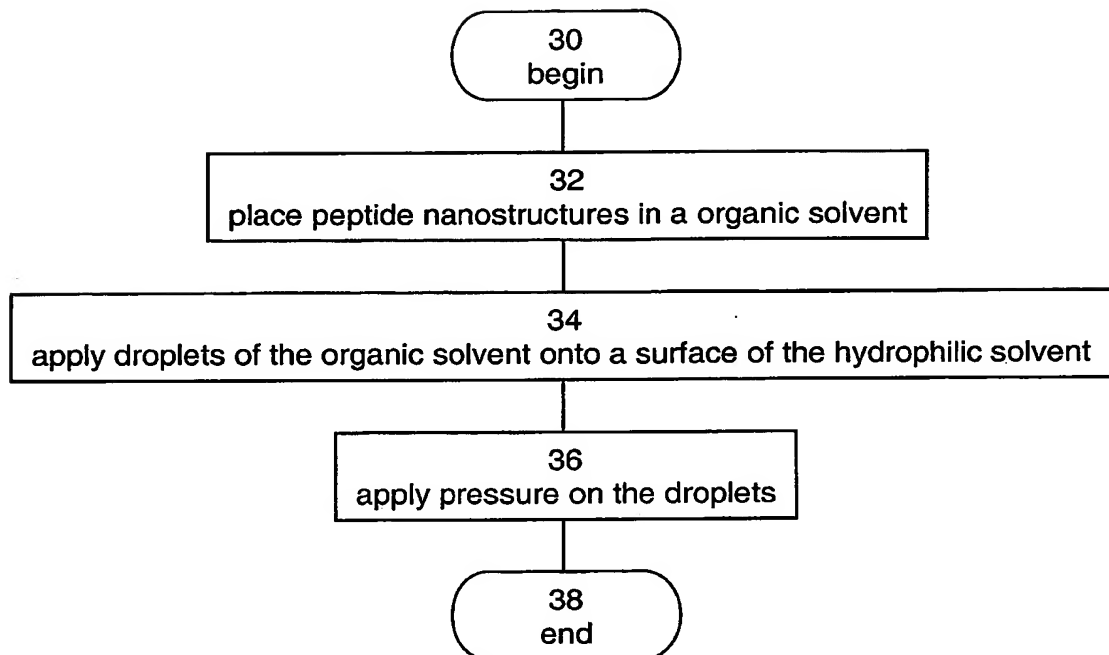 30
begin
32
place peptide nanostructures in a organic solvent
34
apply droplets of the organic solvent onto a surface of the hydrophilic solvent
36
apply pressure on the droplets
38
end